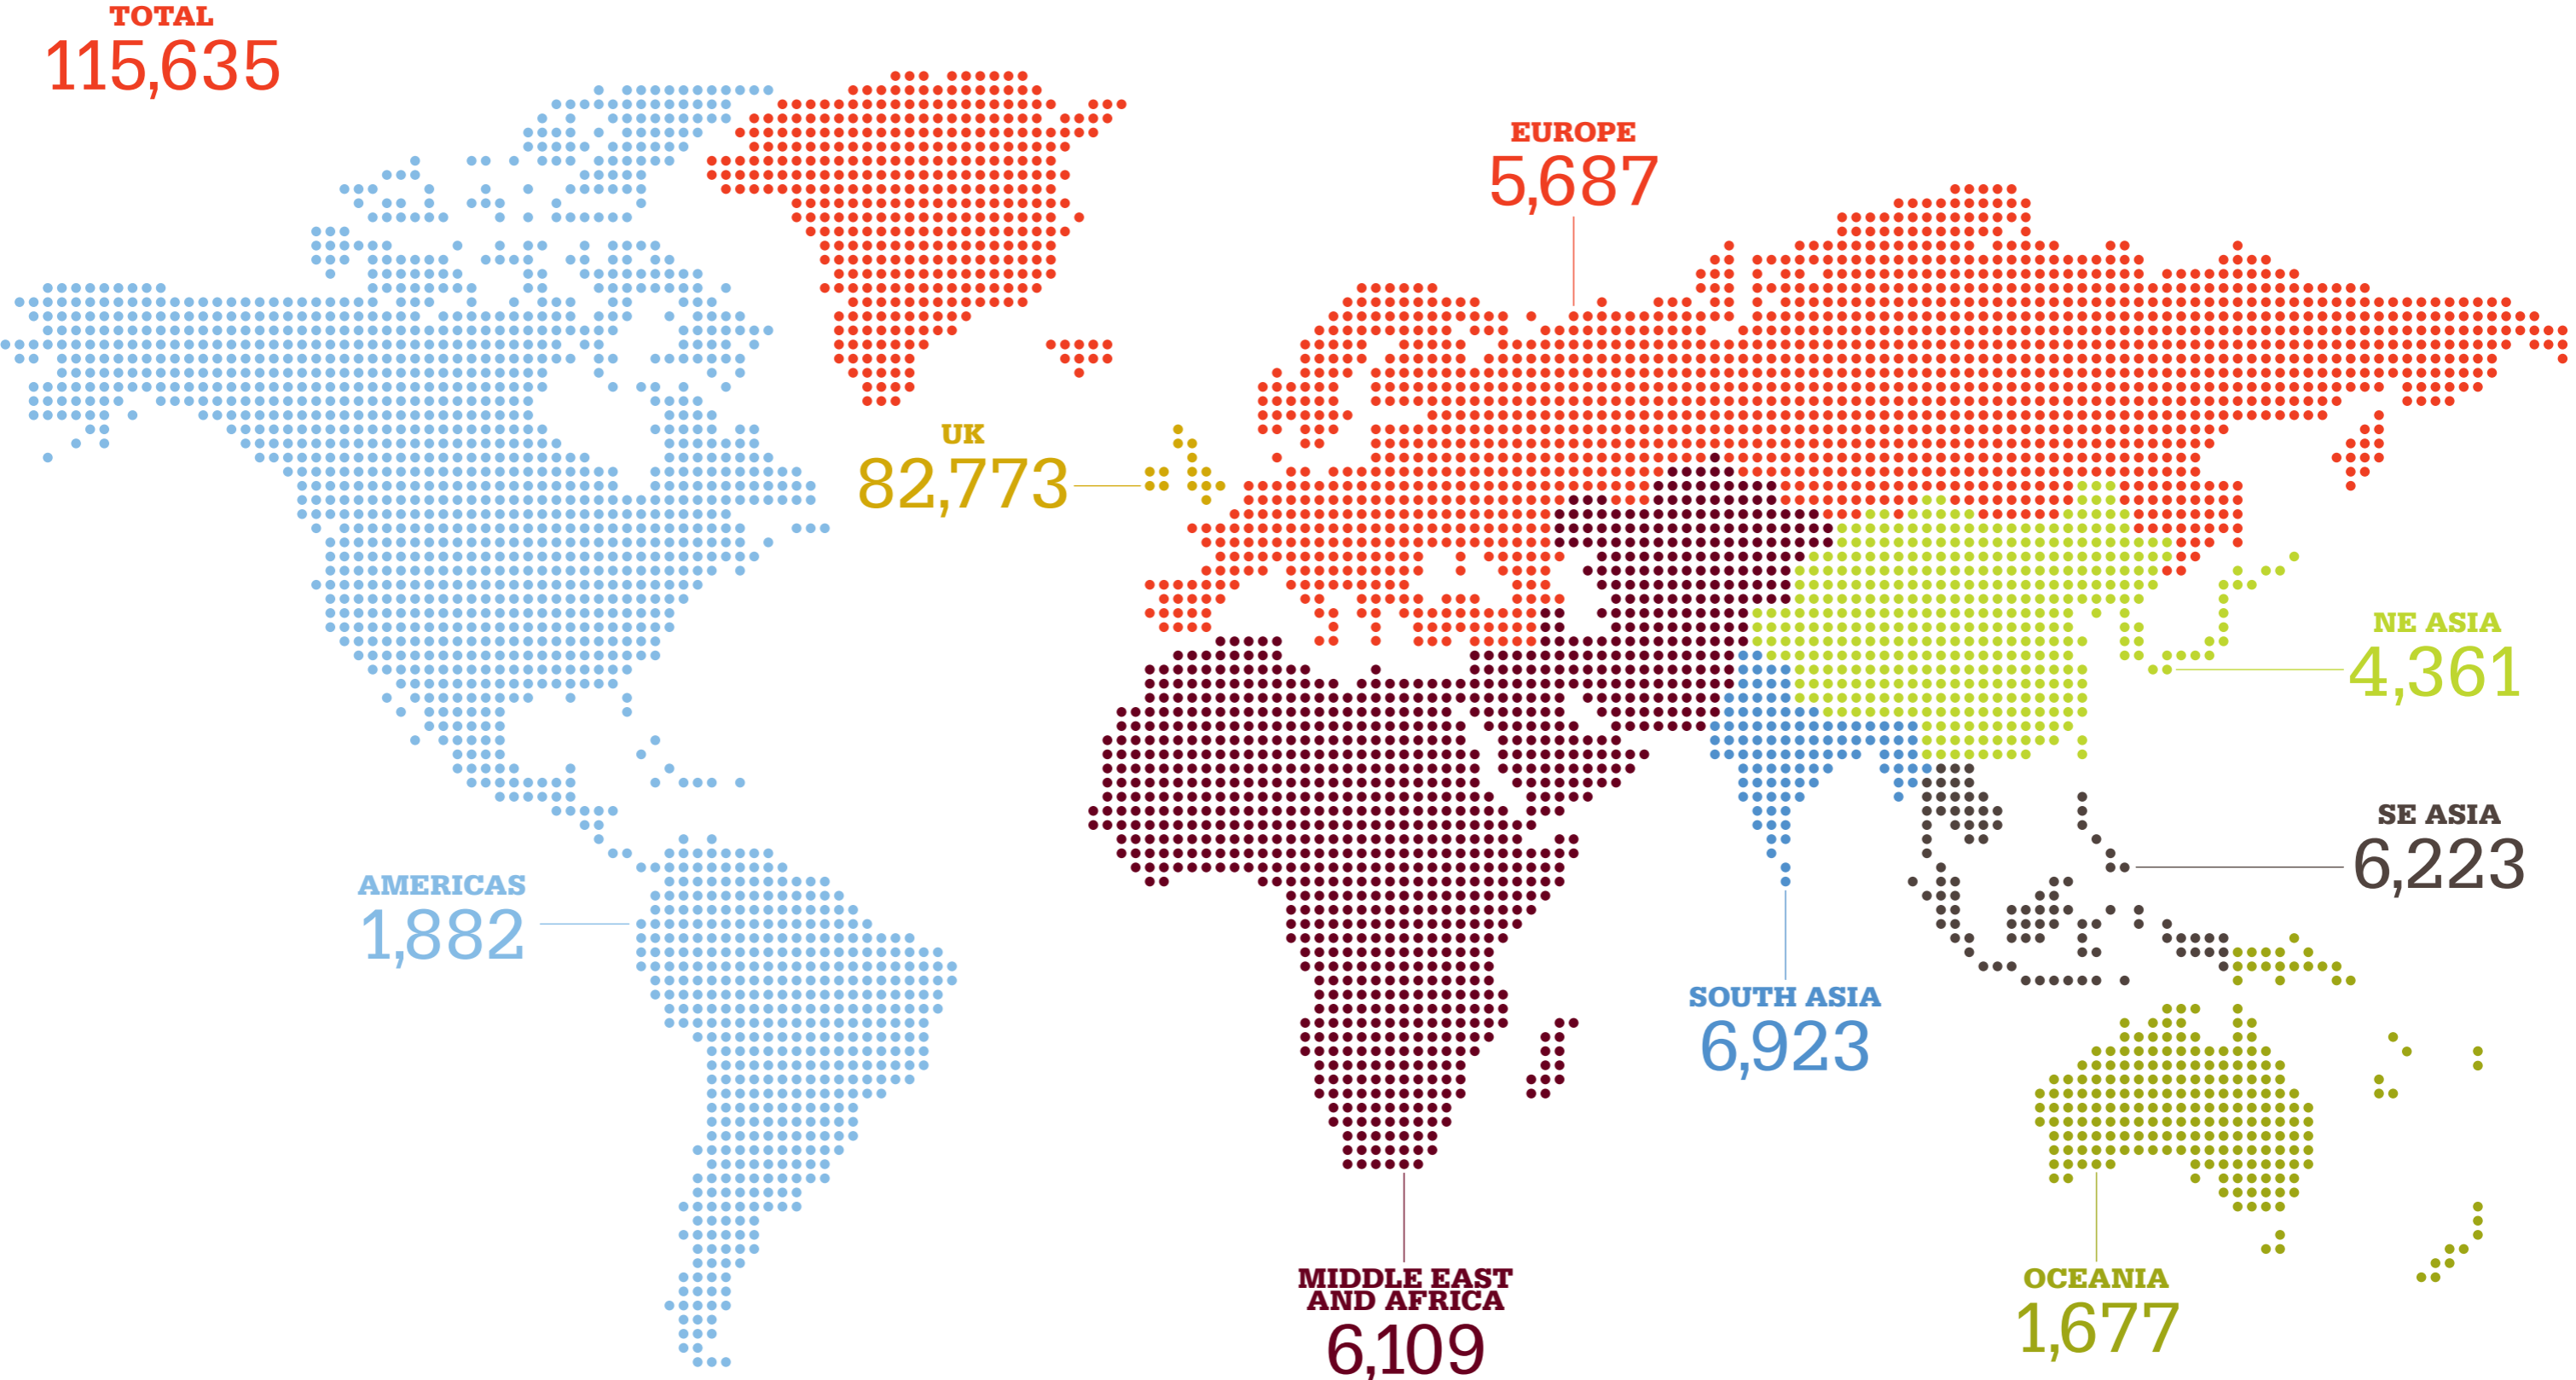 TOTAL
115,635
EUROPE
5,687
UK
82,773
NE ASIA
4,361
SE ASIA
6,223
AMERICAS
1,882
SOUTH ASIA
6,923
MIDDLE EAST
AND AFRICA
6,109
OCEANIA
1,677